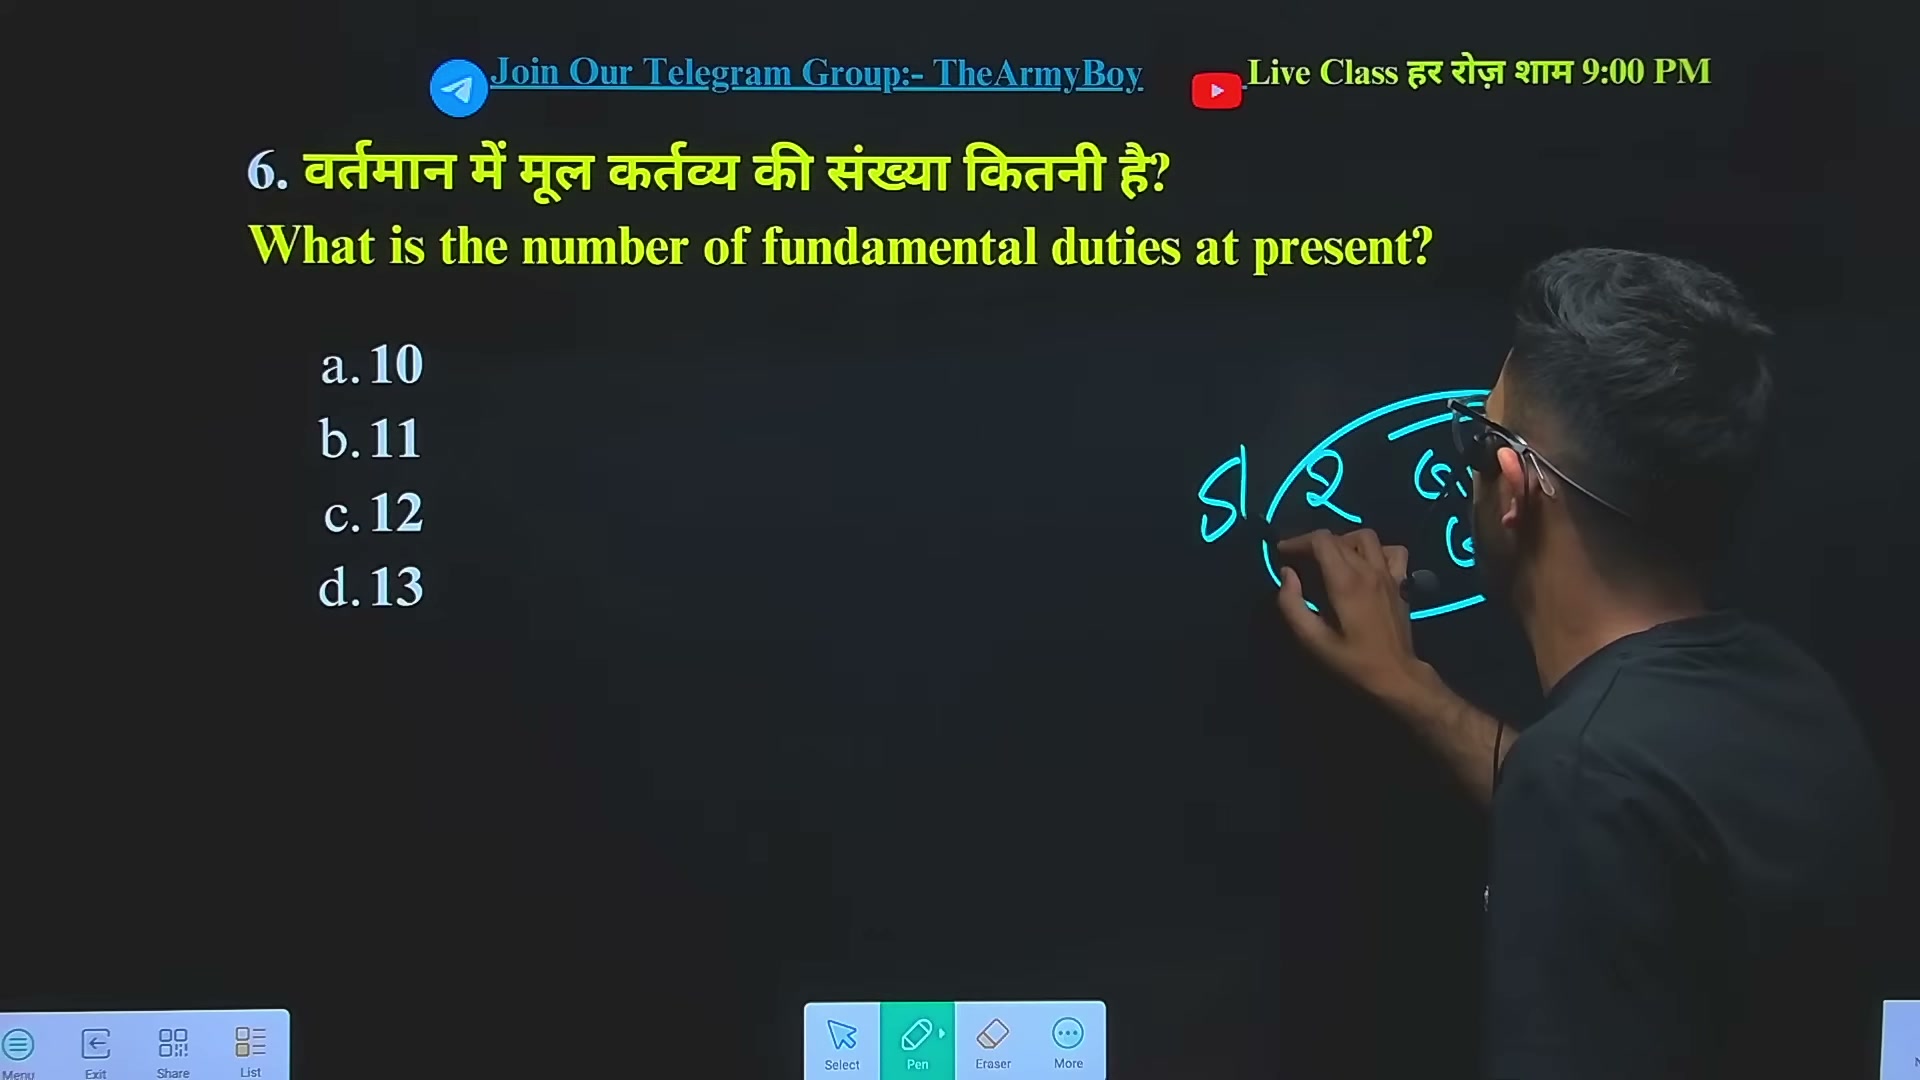 Join Our Telegram Group:- TheArmyBoy
Live Class हर रोज़ शाम 9:00 PM
6. वर्तमान में मूल कर्तव्य की संख्या कितनी है?
What is the number of fundamental duties at present?
a. 10
b. 11
c. 12
d. 13
2
Menu Exit Share List
Select Pen Eraser More